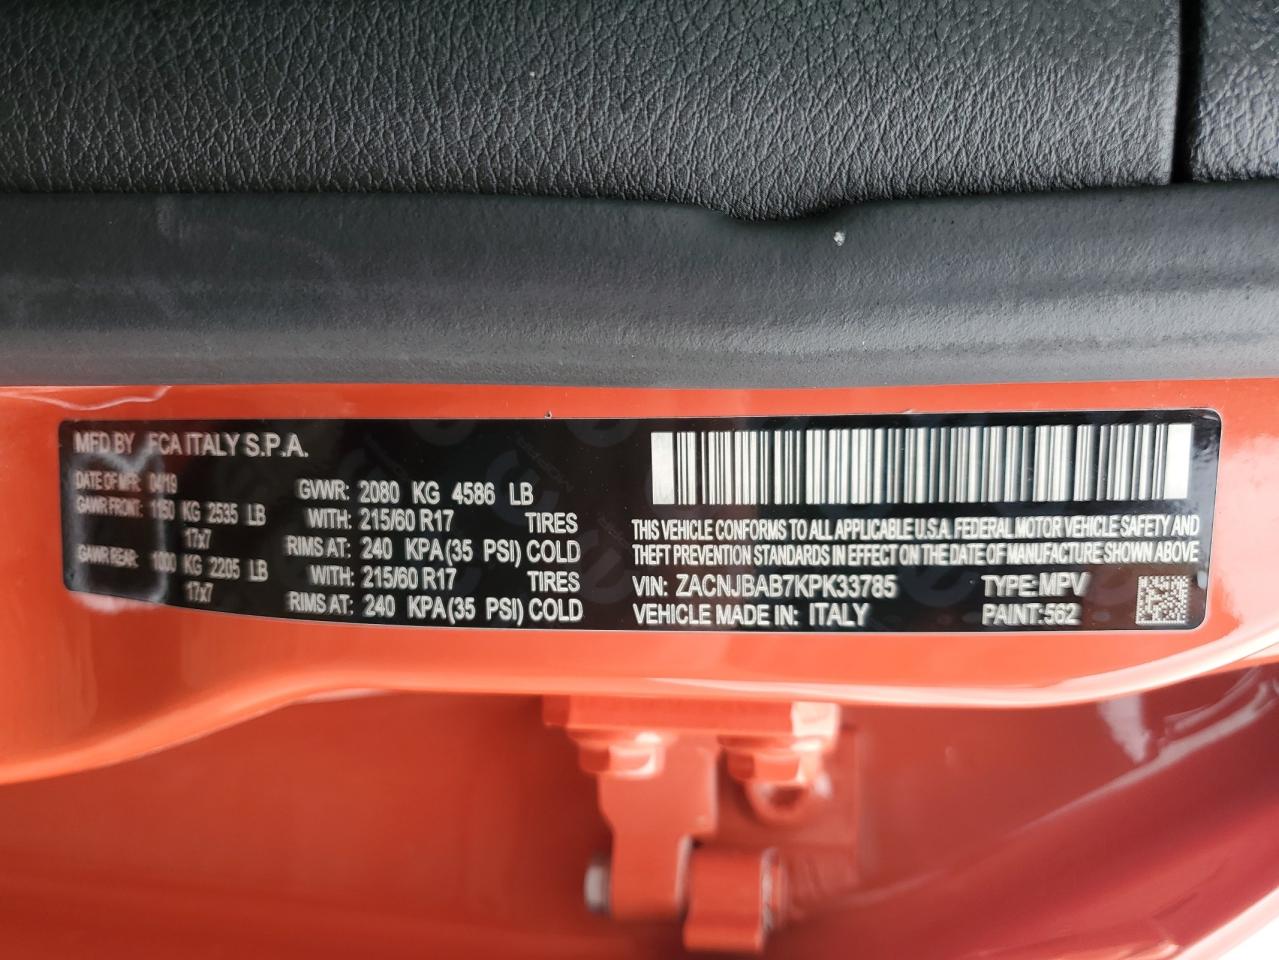 MFD BY FCA ITALY S.P.A.
DATE OF MFR 04/19 GVWR: 2080 KG 4586 LB
GAWR FRONT: 1150 KG 2535 LB WITH: 215/60 R17 TIRES
17x7 RIMS AT: 240 KPA(35 PSI) COLD
GAWR REAR: 1000 KG 2205 LB WITH: 215/60 R17 TIRES
17x7 RIMS AT: 240 KPA(35 PSI) COLD
THIS VEHICLE CONFORMS TO ALL APPLICABLE U.S.A. FEDERAL MOTOR VEHICLE SAFETY AND
THEFT PREVENTION STANDARDS IN EFFECT ON THE DATE OF MANUFACTURE SHOWN ABOVE
VIN: ZACNJBAB7KPK33785 TYPE:MPV
VEHICLE MADE IN: ITALY PAINT:562